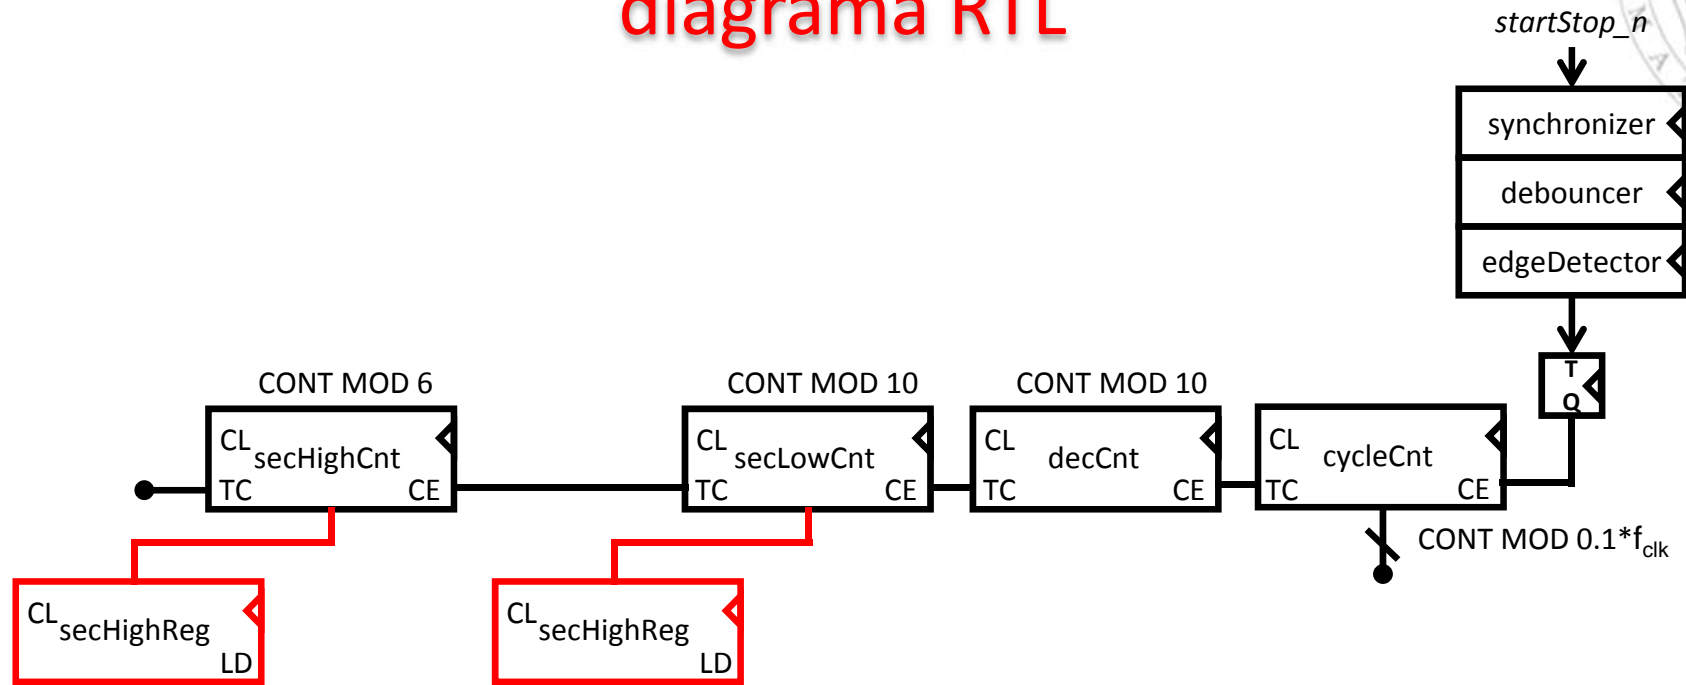 diagrama RTL
startStop_n
synchronizer
debouncer
edgeDetector
T
Q
CONT MOD 6
CONT MOD 10
CONT MOD 10
CL
secHighCnt
TC
CE
CL
secLowCnt
TC
CE
CL
decCnt
TC
CE
CL
cycleCnt
TC
CE
CONT MOD 0.1*fclk
CL
secHighReg
LD
CL
secHighReg
LD